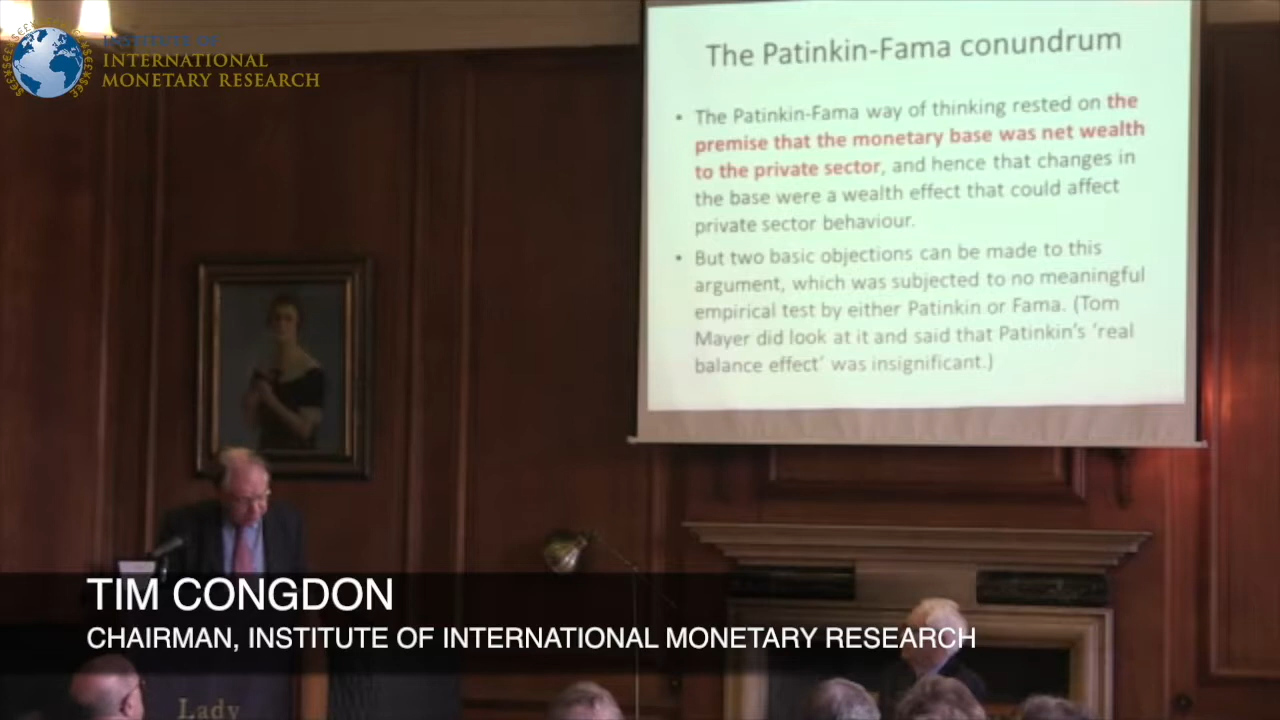 INSTITUTE OF
INTERNATIONAL
MONETARY RESEARCH
The Patinkin-Fama conundrum
• The Patinkin-Fama way of thinking rested on the
premise that the monetary base was net wealth
to the private sector, and hence that changes in
the base were a wealth effect that could affect
private sector behaviour.
• But two basic objections can be made to this
argument, which was subjected to no meaningful
empirical test by either Patinkin or Fama. (Tom
Mayer did look at it and said that Patinkin's 'real
balance effect' was insignificant.)
TIM CONGDON
CHAIRMAN, INSTITUTE OF INTERNATIONAL MONETARY RESEARCH
Lady